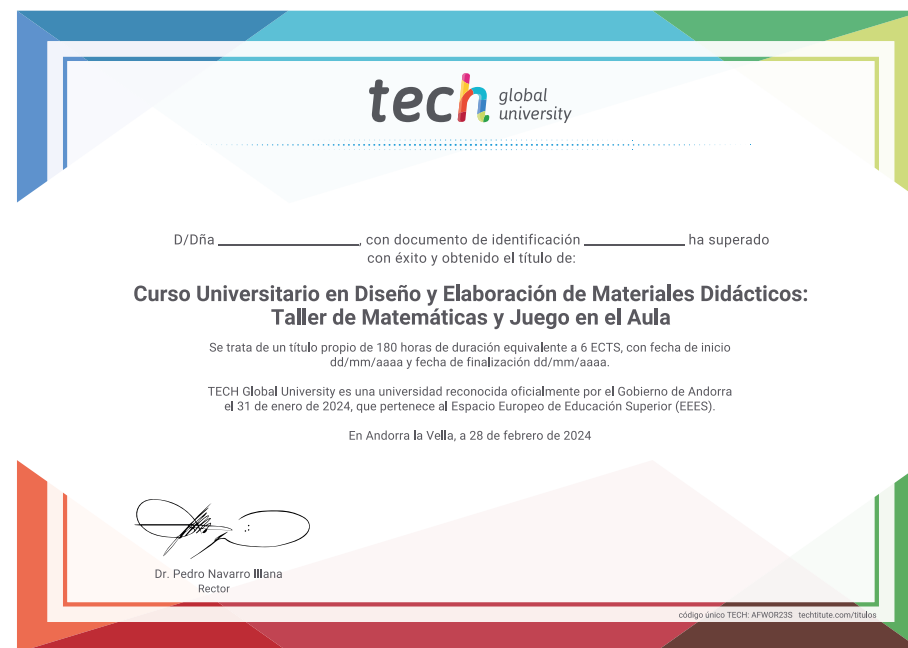 tech global university
D/Dña ____________________, con documento de identificación ______________ ha superado
con éxito y obtenido el título de:
Curso Universitario en Diseño y Elaboración de Materiales Didácticos:
Taller de Matemáticas y Juego en el Aula
Se trata de un título propio de 180 horas de duración equivalente a 6 ECTS, con fecha de inicio
dd/mm/aaaa y fecha de finalización dd/mm/aaaa.
TECH Global University es una universidad reconocida oficialmente por el Gobierno de Andorra
el 31 de enero de 2024, que pertenece al Espacio Europeo de Educación Superior (EEES).
En Andorra la Vella, a 28 de febrero de 2024
Dr. Pedro Navarro Illana
Rector
código único TECH: AFWOR23S techtitute.com/titulos